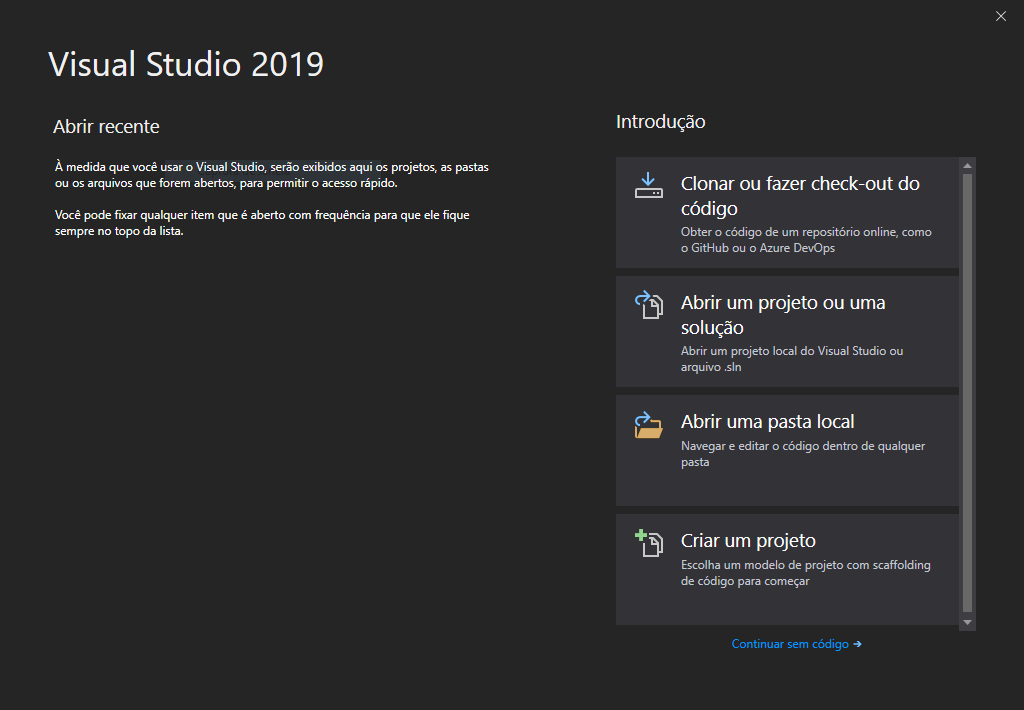 Visual Studio 2019
Abrir recente
À medida que você usar o Visual Studio, serão exibidos aqui os projetos, as pastas
ou os arquivos que forem abertos, para permitir o acesso rápido.
Você pode fixar qualquer item que é aberto com frequência para que ele fique
sempre no topo da lista.
Introdução
Clonar ou fazer check-out do
código
Obter o código de um repositório online, como
o GitHub ou o Azure DevOps
Abrir um projeto ou uma
solução
Abrir um projeto local do Visual Studio ou
arquivo .sln
Abrir uma pasta local
Navegar e editar o código dentro de qualquer
pasta
Criar um projeto
Escolha um modelo de projeto com scaffolding
de código para começar
Continuar sem código →